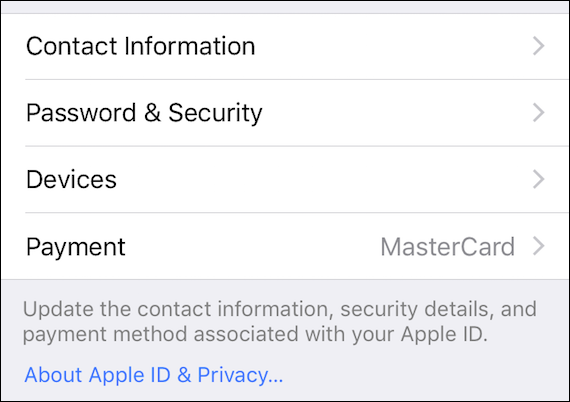 Contact Information
Password & Security
Devices
Payment MasterCard
Update the contact information, security details, and
payment method associated with your Apple ID.
About Apple ID & Privacy...